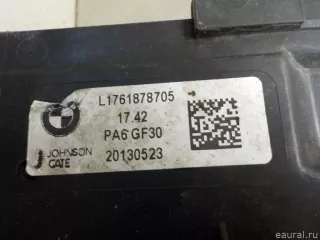 L1761878705
17.42
PA6 GF30
JOHNSON
GATE
20130523
eaural.ru